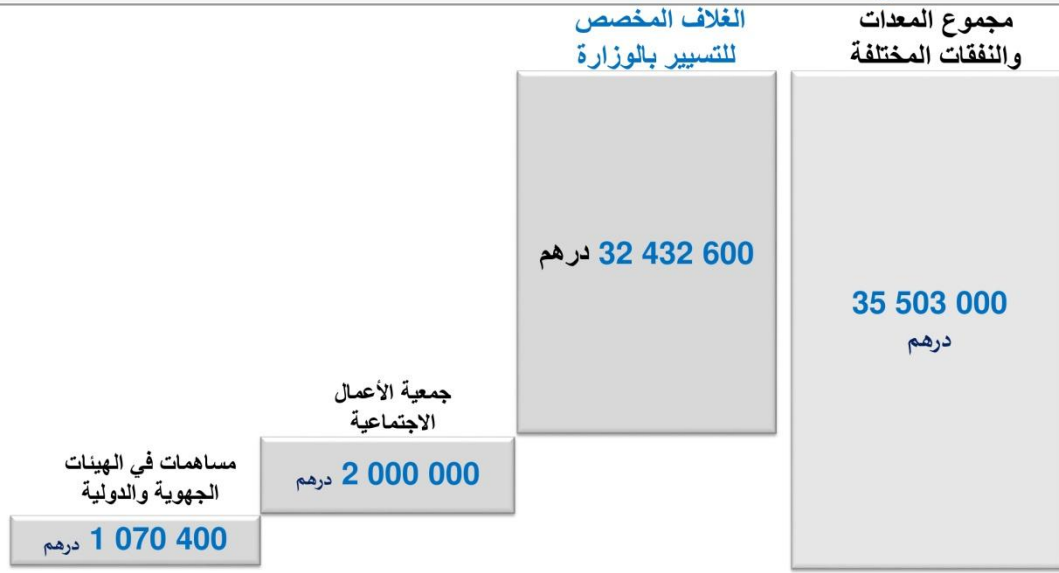 مجموع المعدات
والنفقات المختلفة
35 503 000
درهم
الغلاف المخصص
للتسيير بالوزارة
32 432 600 درهم
جمعية الأعمال
الاجتماعية
2 000 000 درهم
مساهمات في الهيئات
الجهوية والدولية
1 070 400 درهم